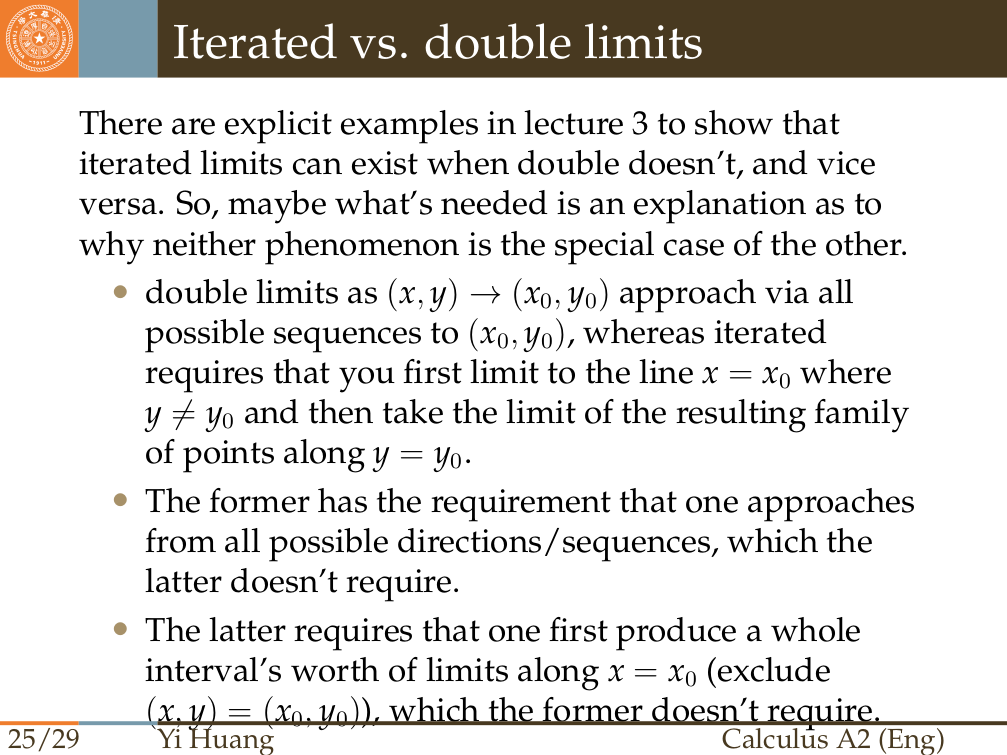 Iterated vs. double limits
There are explicit examples in lecture 3 to show that
iterated limits can exist when double doesn’t, and vice
versa. So, maybe what’s needed is an explanation as to
why neither phenomenon is the special case of the other.
• double limits as (x, y) → (x₀, y₀) approach via all
possible sequences to (x₀, y₀), whereas iterated
requires that you first limit to the line x = x₀ where
y ≠ y₀ and then take the limit of the resulting family
of points along y = y₀.
• The former has the requirement that one approaches
from all possible directions/sequences, which the
latter doesn’t require.
• The latter requires that one first produce a whole
interval’s worth of limits along x = x₀ (exclude
(x, y) = (x₀, y₀)), which the former doesn’t require.
25/29 Yi Huang Calculus A2 (Eng)